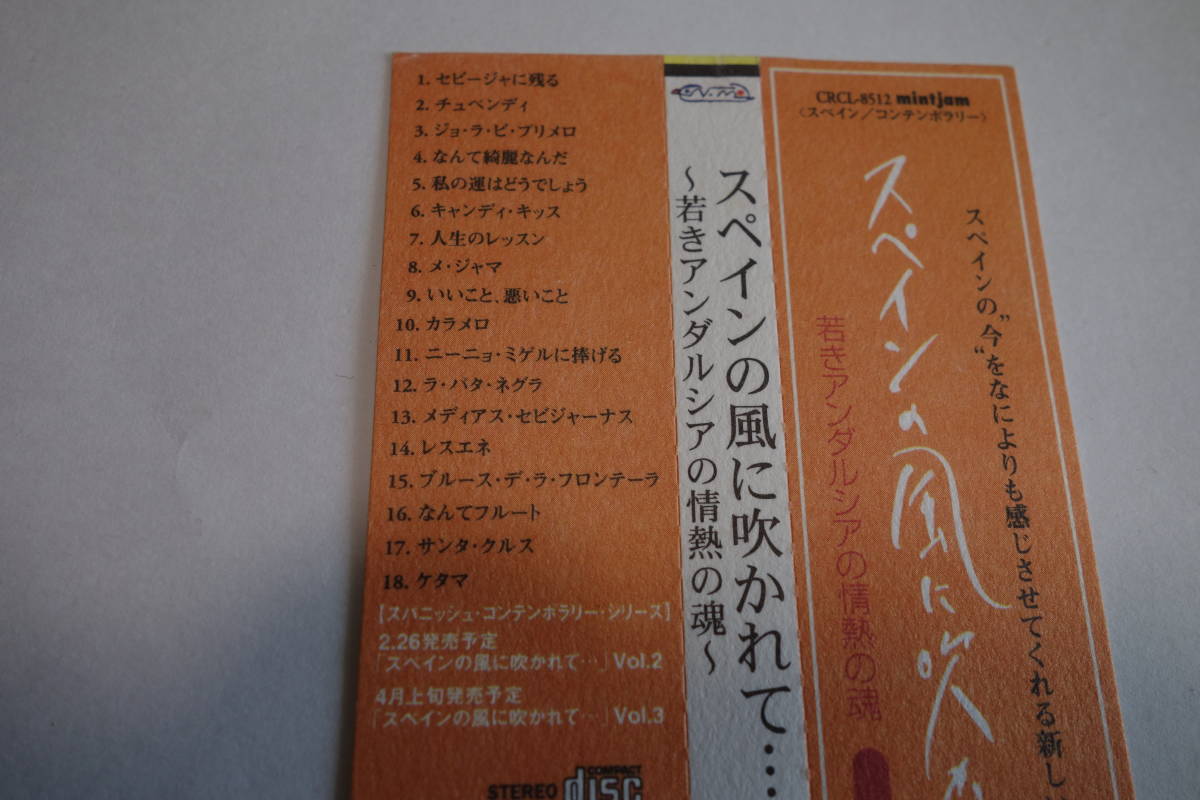 1. セビージャに残る
2. チュペンディ
3. ジョ・ラ・ビ・プリメロ
4. なんて綺麗なんだ
5. 私の運はどうでしょう
6. キャンディ・キッス
7. 人生のレッスン
8. メ・ジャマ
9. いいこと、悪いこと
10. カラメロ
11. ニーニョ・ミゲルに捧げる
12. ラ・パタ・ネグラ
13. メディアス・セビジャーナス
14. レスエネ
15. ブルース・デ・ラ・フロンテーラ
16. なんてフルート
17. サンタ・クルス
18. ケタマ
[スパニッシュ・コンテンポラリー・シリーズ]
2.26発売予定
「スペインの風に吹かれて…」Vol.2
4月上旬発売予定
「スペインの風に吹かれて…」Vol.3
STEREO
COMPACT
disc
スペインの風に吹かれて…
〜若きアンダルシアの情熱の魂〜
CRCL-8512 mintjam
〈スペイン／コンテンポラリー〉
スペインの”今“をなによりも感じさせてくれる新し
スペインの風に吹か
若きアンダルシアの情熱の魂